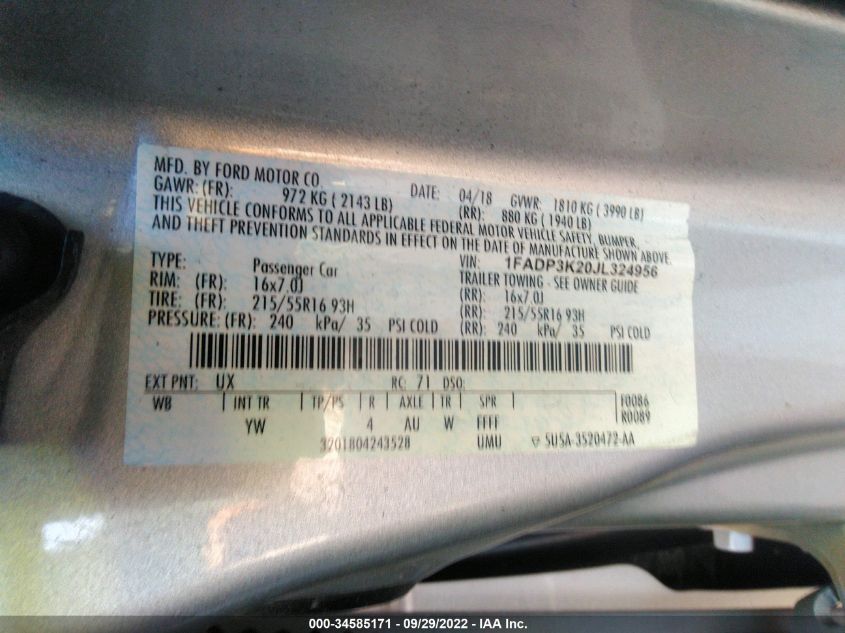 MFD. BY FORD MOTOR CO.
DATE: 04/18 GVWR: 1810 KG ( 3990 LB)
GAWR: (FR): 972 KG ( 2143 LB) (RR): 880 KG ( 1940 LB)
THIS VEHICLE CONFORMS TO ALL APPLICABLE FEDERAL MOTOR VEHICLE SAFETY, BUMPER,
AND THEFT PREVENTION STANDARDS IN EFFECT ON THE DATE OF MANUFACTURE SHOWN ABOVE.
VIN: 1FADP3K20JL324956
TYPE: Passenger Car TRAILER TOWING - SEE OWNER GUIDE
RIM: (FR): 16x7.0J (RR): 16x7.0J
TIRE: (FR): 215/55R16 93H (RR): 215/55R16 93H
PRESSURE: (FR): 240 kPa/ 35 PSI COLD (RR): 240 kPa/ 35 PSI COLD
EXT PNT: UX RC: 71 DSO: F0086
WB INT TR TP/PS R AXLE TR SPR R0089
YW 4 AU W FFFF
3201804243528 UMU 5U5A-3520472-AA
000-34585171 - 09/29/2022 - IAA Inc.